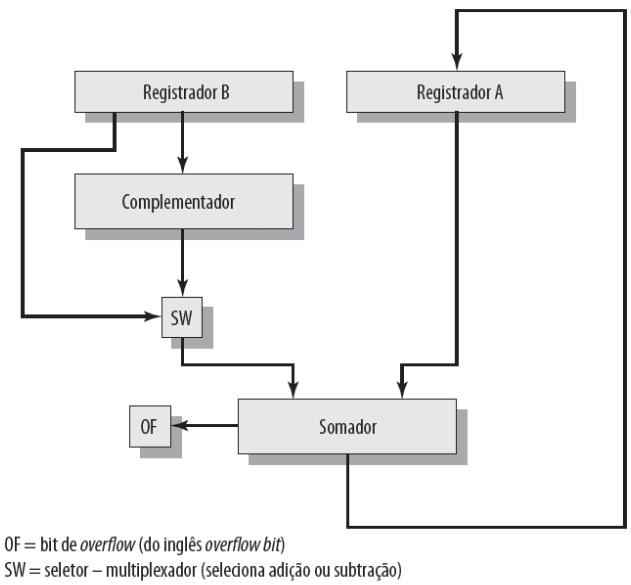 Registrador B
Registrador A
Complementador
SW
OF
Somador
OF = bit de overflow (do inglês overflow bit)
SW = seletor – multiplexador (seleciona adição ou subtração)